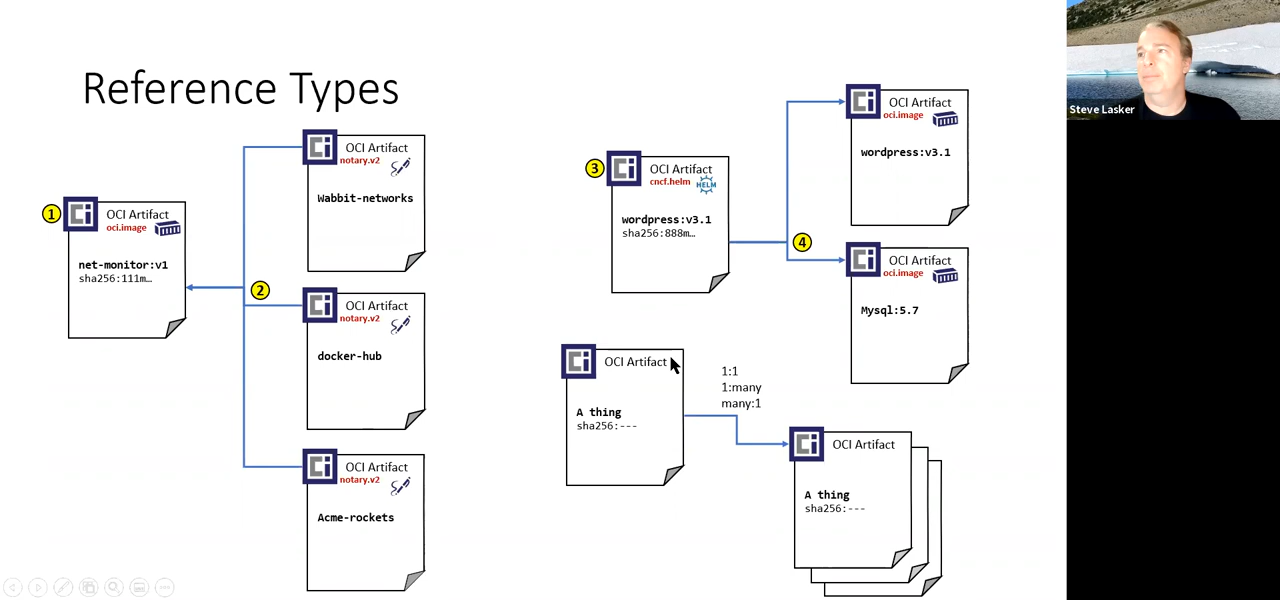 Reference Types
1
OCI Artifact
oci.image
net-monitor:v1
sha256:111m…
2
OCI Artifact
notary.v2
Wabbit-networks
OCI Artifact
notary.v2
docker-hub
OCI Artifact
notary.v2
Acme-rockets
3
OCI Artifact
cncf.helm
HELM
wordpress:v3.1
sha256:888m…
4
OCI Artifact
oci.image
wordpress:v3.1
OCI Artifact
oci.image
Mysql:5.7
OCI Artifact
A thing
sha256:---
1:1
1:many
many:1
OCI Artifact
A thing
sha256:---
Steve Lasker